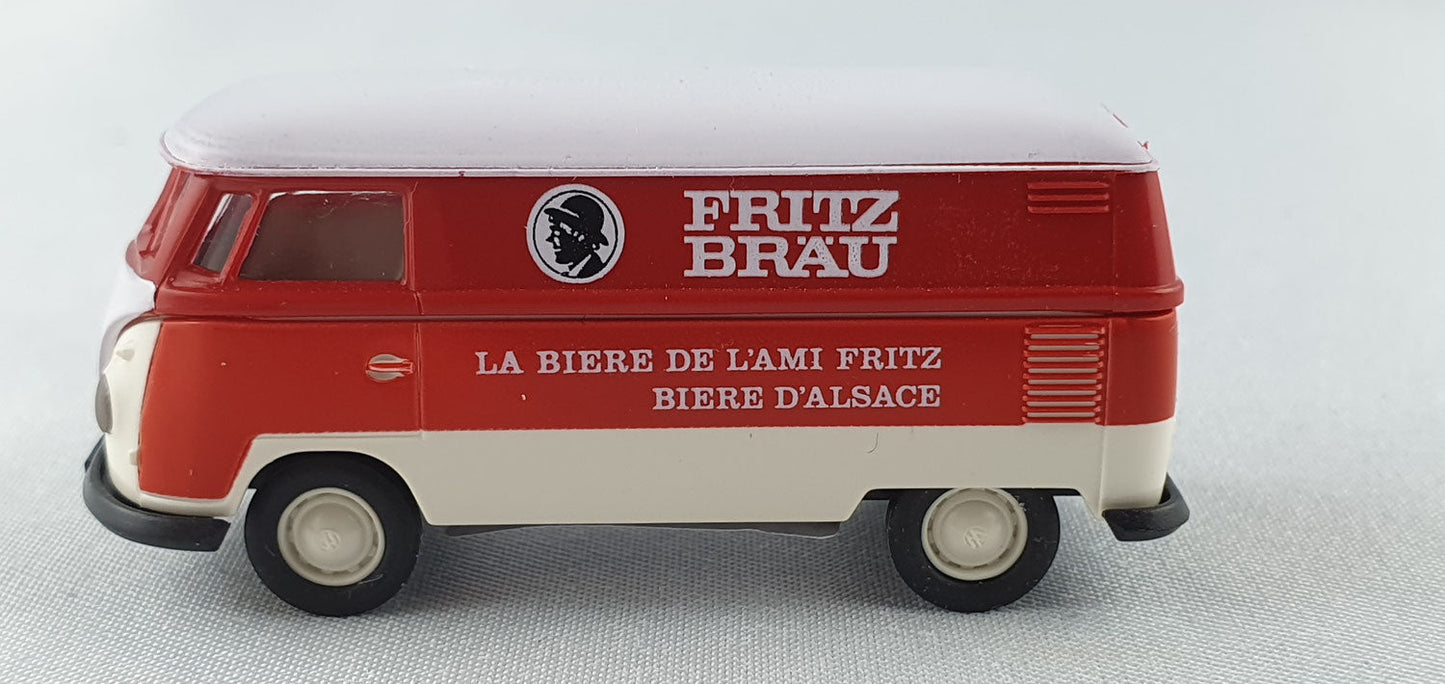 FRITZ
BRÄU
LA BIERE DE L'AMI FRITZ
BIERE D'ALSACE